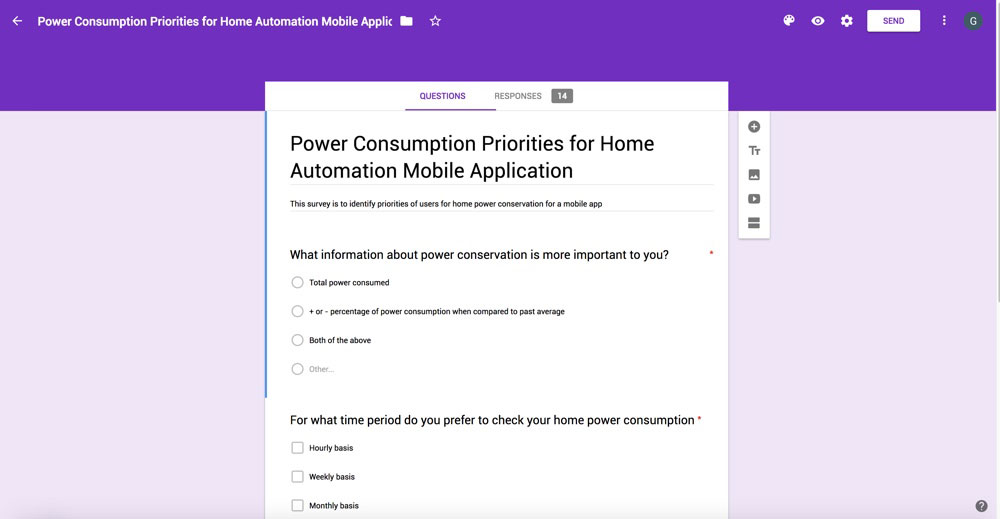 Power Consumption Priorities for Home Automation Mobile Applic
SEND
G
QUESTIONS
RESPONSES 14
Power Consumption Priorities for Home
Automation Mobile Application
This survey is to identify priorities of users for home power conservation for a mobile app
What information about power conservation is more important to you? *
Total power consumed
+ or - percentage of power consumption when compared to past average
Both of the above
Other...
For what time period do you prefer to check your home power consumption *
Hourly basis
Weekly basis
Monthly basis